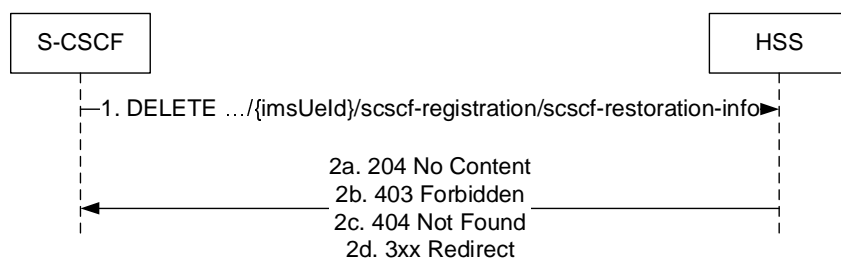 S-CSCF
HSS
1. DELETE …/{imsUeId}/scscf-registration/scscf-restoration-info
2a. 204 No Content
2b. 403 Forbidden
2c. 404 Not Found
2d. 3xx Redirect